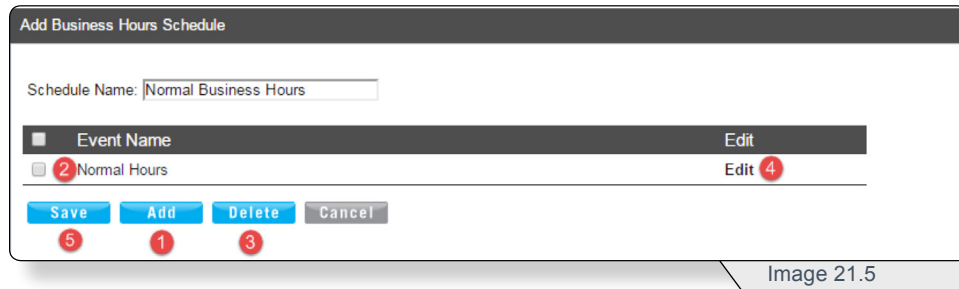 Add Business Hours Schedule
Schedule Name: Normal Business Hours
Event Name Edit
2 Normal Hours Edit 4
Save Add Delete Cancel
5 1 3
Image 21.5